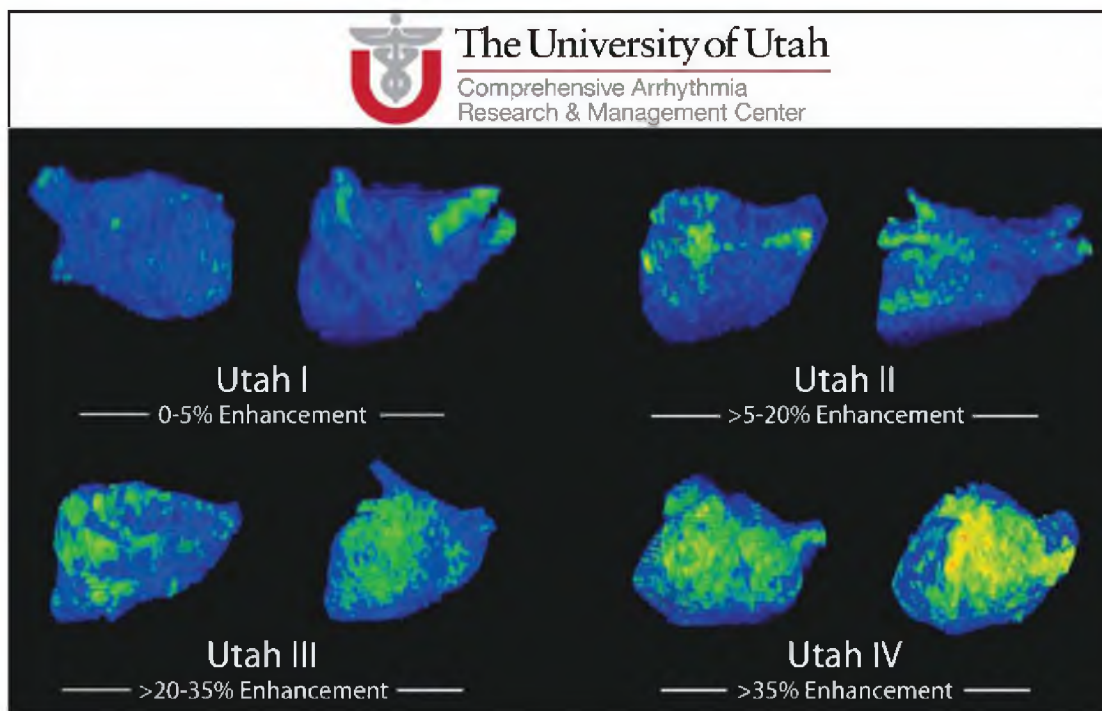 The University of Utah
Comprehensive Arrhythmia
Research & Management Center
Utah I
0-5% Enhancement
Utah II
>5-20% Enhancement
Utah III
>20-35% Enhancement
Utah IV
>35% Enhancement